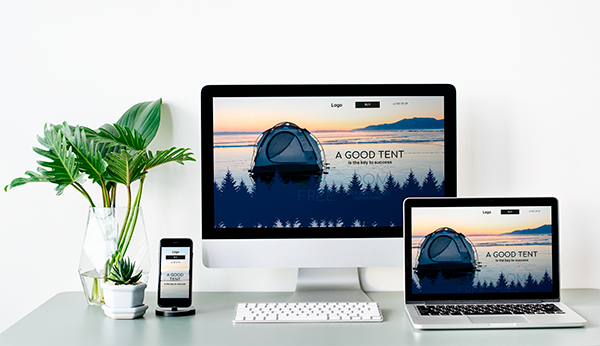 Logo
BUY
A GOOD TENT
is the key to success
Logo
BUY
A GOOD TENT
is the key to success
A GOOD TENT